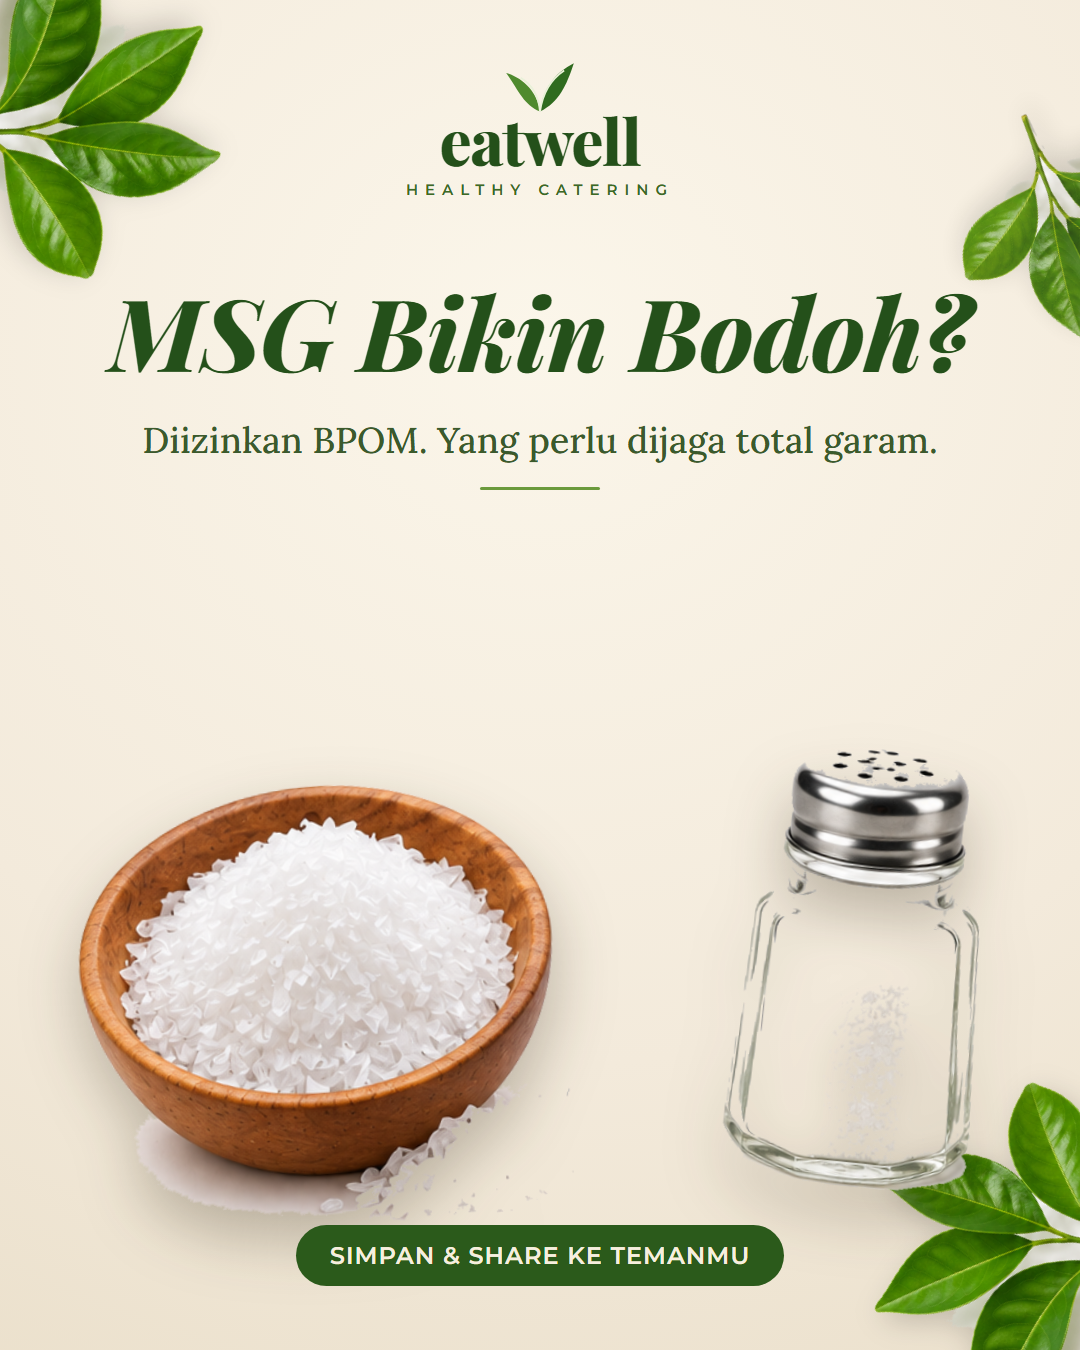 eatwell
HEALTHY CATERING
MSG Bikin Bodoh?
Diizinkan BPOM. Yang perlu dijaga total garam.
SIMPAN & SHARE KE TEMANMU